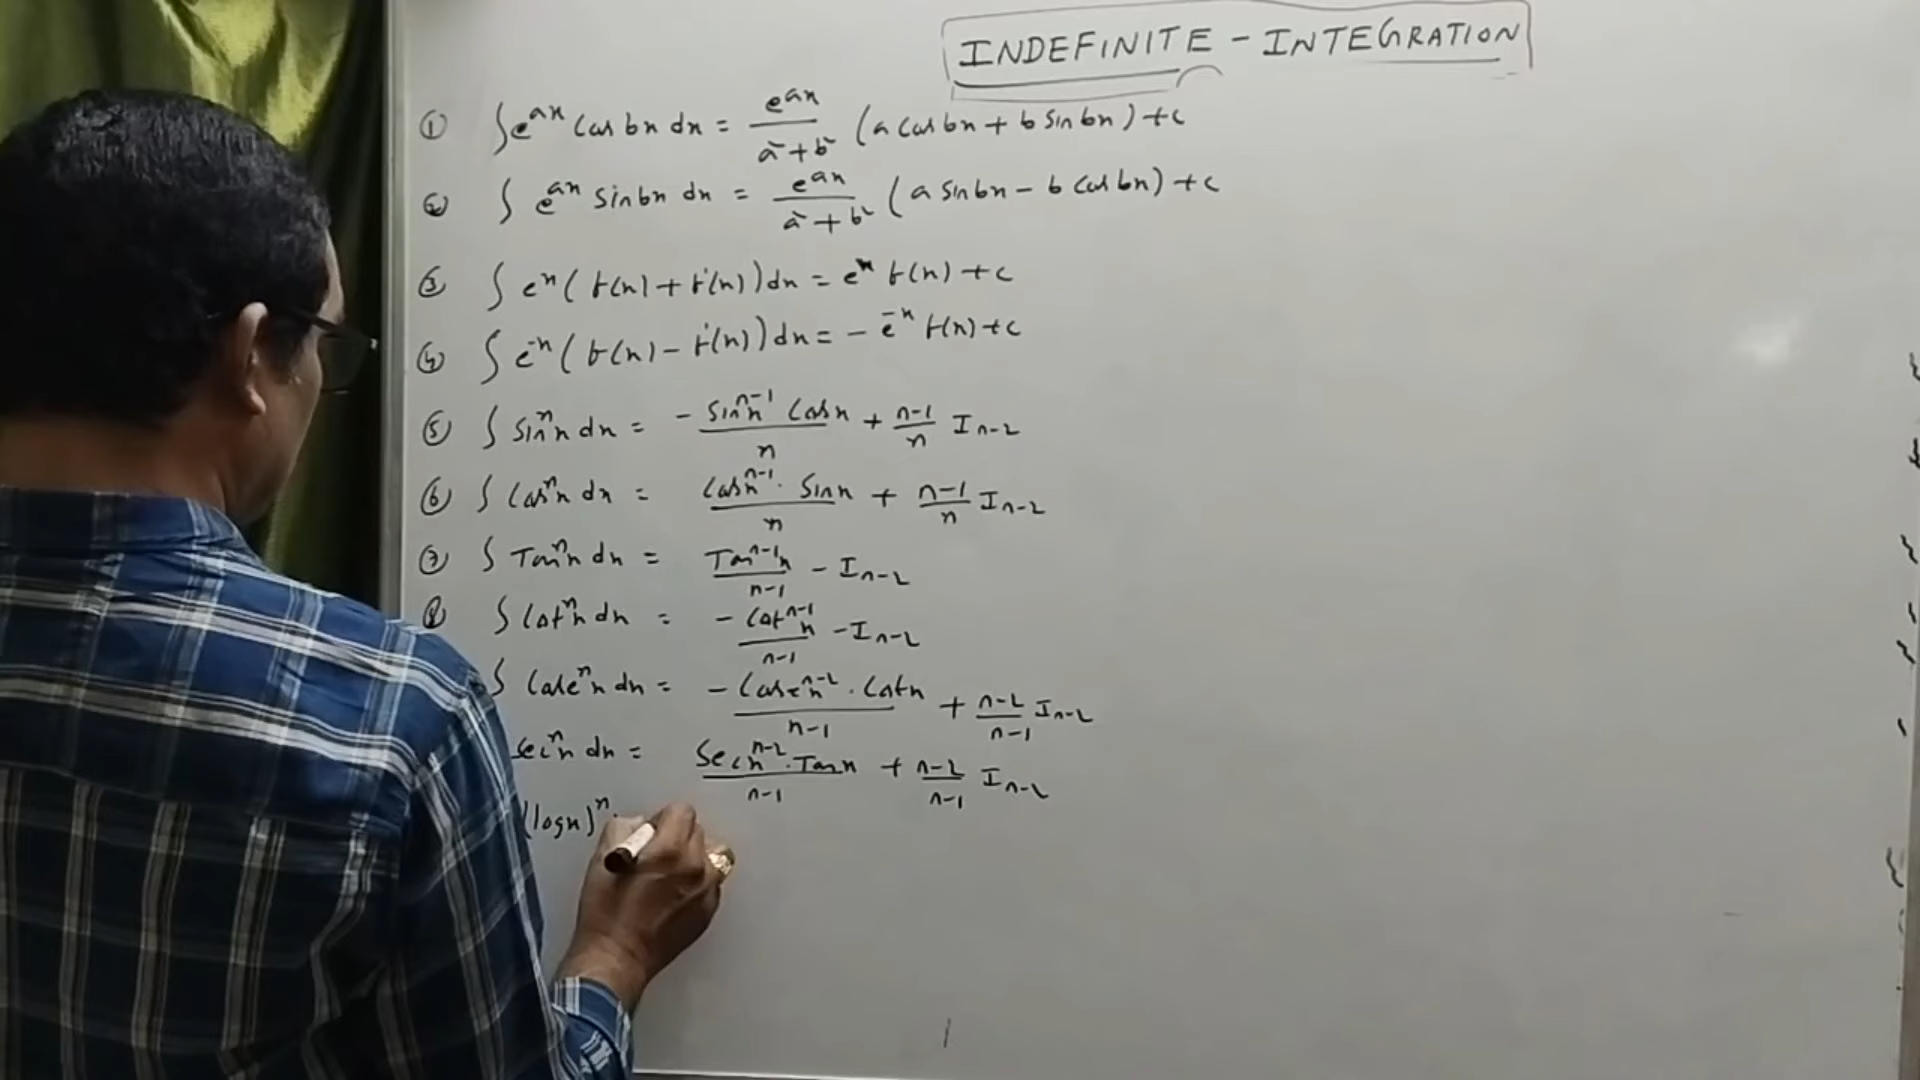 INDEFINITE - INTEGRATION
① ∫e^{ax} Cos bx dx = e^{ax}/(a²+b²) (a Cos bx + b Sin bx) + c
② ∫ e^{ax} Sin bx dx = e^{ax}/(a²+b²) (a Sin bx - b Cos bx) + c
③ ∫ e^x (f(x) + f'(x)) dx = e^x f(x) + c
④ ∫ e^{-x} (f(x) - f'(x)) dx = - e^{-x} f(x) + c
⑤ ∫ Sin^n x dx = - Sin^{n-1}x Cos x/n + (n-1)/n I_{n-2}
⑥ ∫ Cos^n x dx = Cos^{n-1}x · Sin x/n + (n-1)/n I_{n-2}
⑦ ∫ Tan^n x dx = Tan^{n-1}x/(n-1) - I_{n-2}
⑧ ∫ Cot^n x dx = - Cot^{n-1}x/(n-1) - I_{n-2}
∫ Cosec^n x dx = - Cosec^{n-2}x · Cot x/(n-1) + (n-2)/(n-1) I_{n-2}
Sec^n x dx = Sec^{n-2}x · Tan x/(n-1) + (n-2)/(n-1) I_{n-2}
(log x)^n